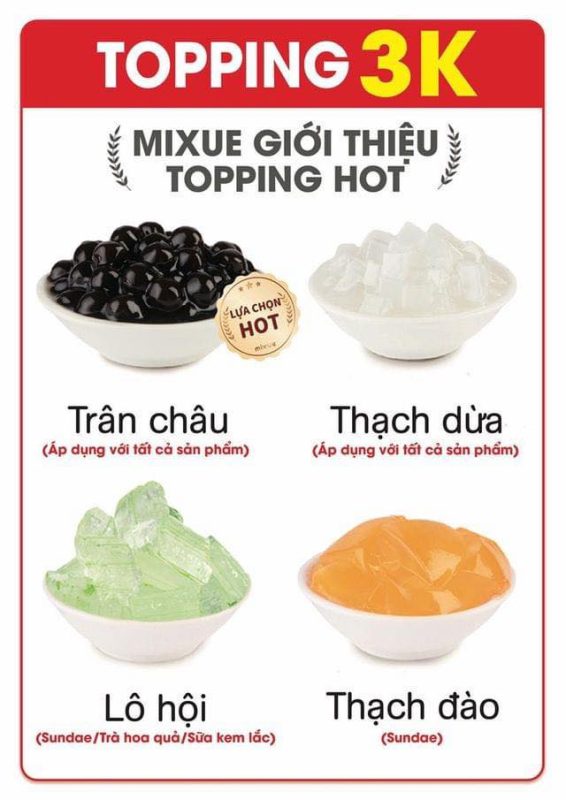 TOPPING 3K
MIXUE GIỚI THIỆU
TOPPING HOT
LỰA CHỌN
HOT
mixue
Trân châu
(Áp dụng với tất cả sản phẩm)
Thạch dừa
(Áp dụng với tất cả sản phẩm)
Lô hội
(Sundae/Trà hoa quả/Sữa kem lắc)
Thạch đào
(Sundae)